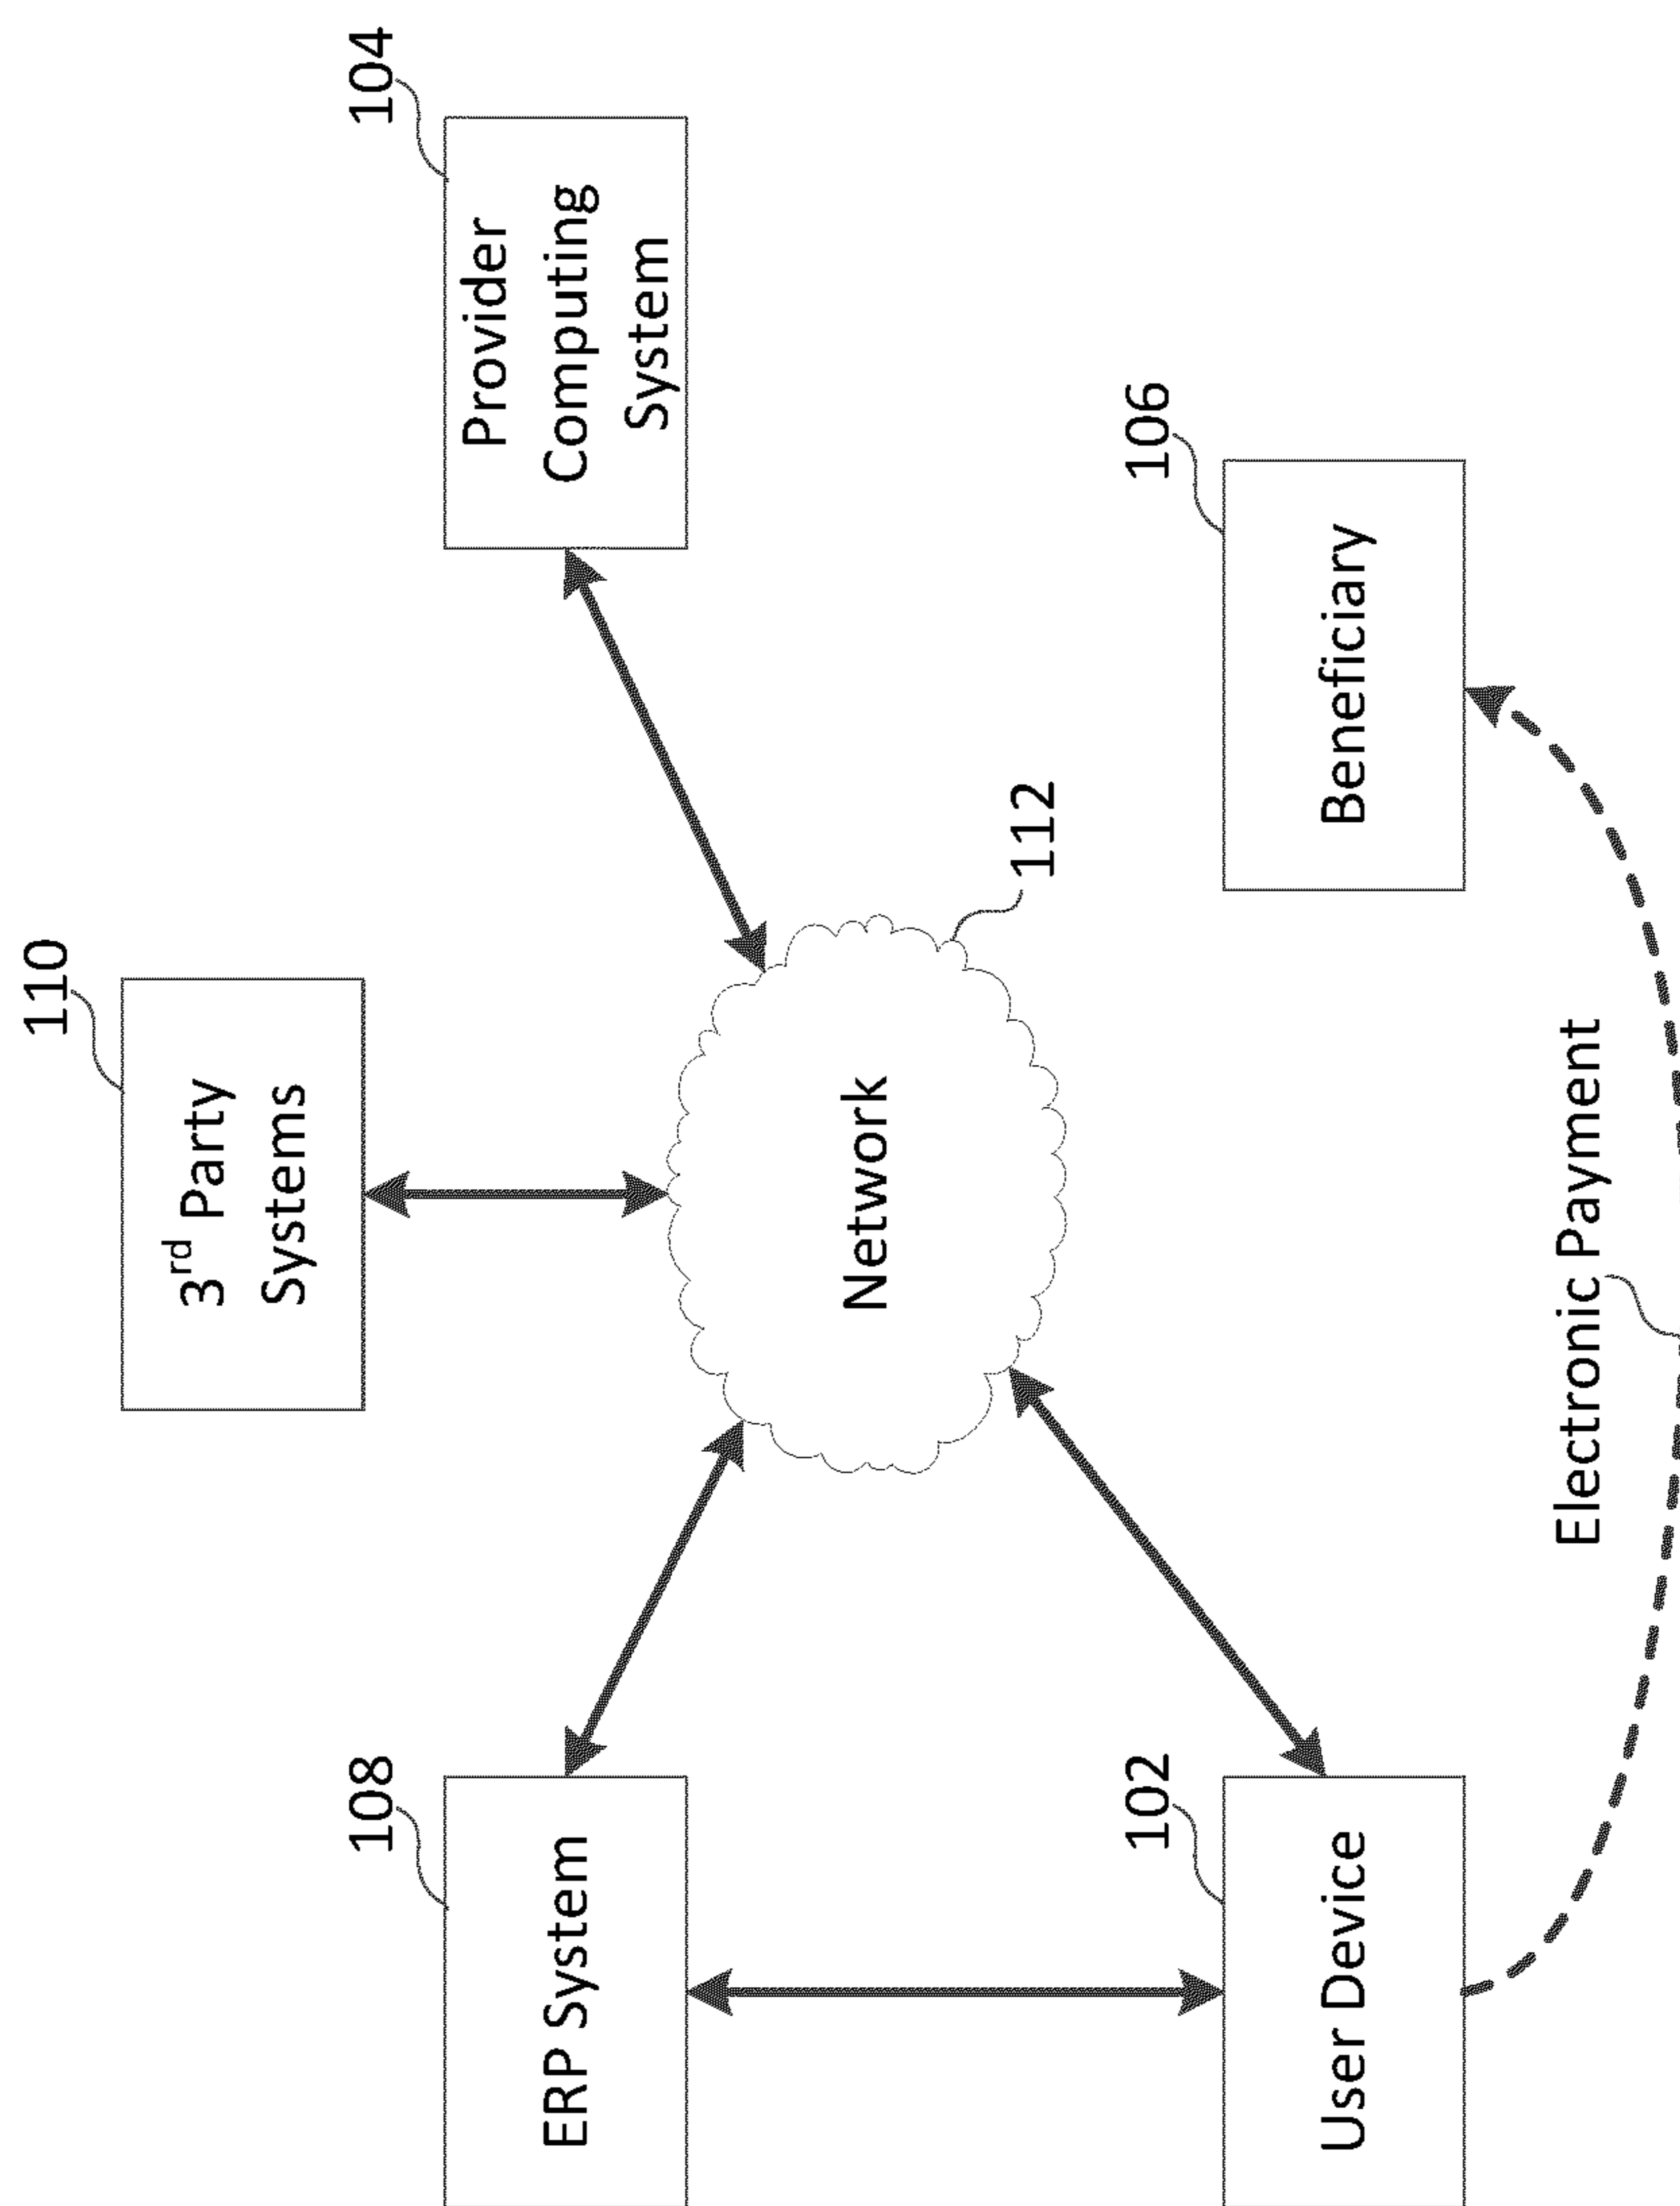 110
3rd Party
Systems
108
ERP System
104
Provider
Computing
System
Network
112
102
User Device
106
Beneficiary
Electronic Payment